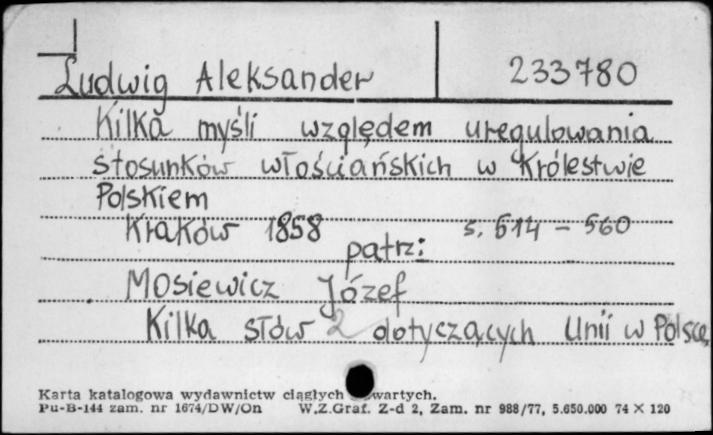 Ludwig Aleksander 233780
Kilka myśli względem uregulowania
stosunków włościańskich w Królestwie
Polskiem
Kraków 1858 s. 514 - 560
patrz:
Mosiewicz Józef
Kilka słów 2 dotyczących Unii w Polsce,
Karta katalogowa wydawnictw ciągłych wartych.
Pu-B-144 zam. nr 1674/DW/On W.Z.Graf. Z-d 2, Zam. nr 988/77, 5.650.000 74 X 120